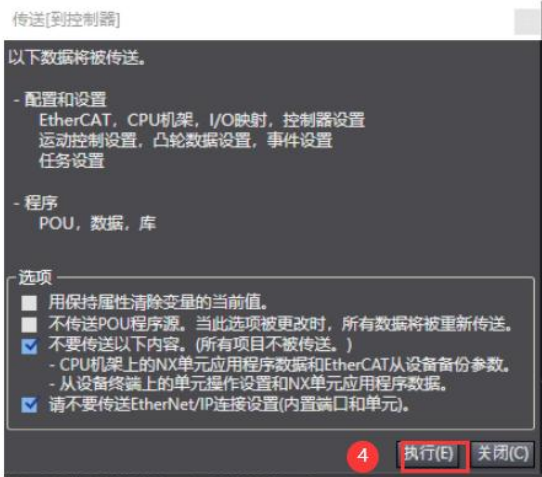 传送[到控制器]
以下数据将被传送。
- 配置和设置
EtherCAT, CPU机架, I/O映射, 控制器设置
运动控制设置, 凸轮数据设置, 事件设置
任务设置
- 程序
POU, 数据, 库
选项
用保持属性清除变量的当前值。
不传送POU程序源。当此选项被更改时, 所有数据将被重新传送。
不要传送以下内容。(所有项目不被传送。)
- CPU机架上的NX单元应用程序数据和EtherCAT从设备备份参数。
- 从设备终端上的单元操作设置和NX单元应用程序数据。
请不要传送EtherNet/IP连接设置(内置端口和单元)。
4 执行(E) 关闭(C)